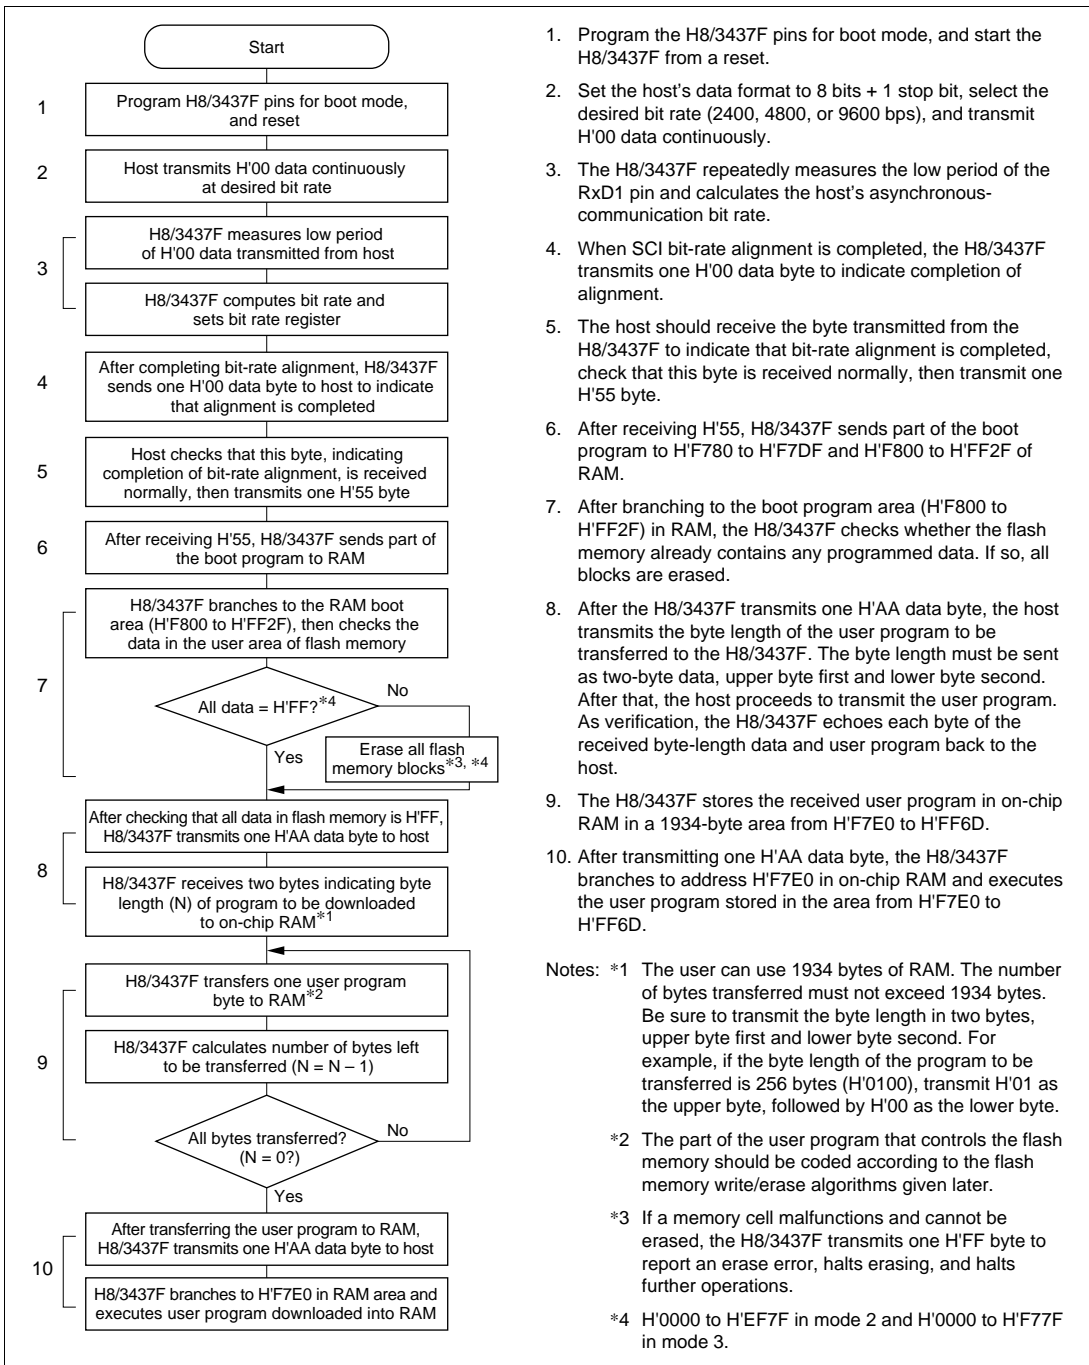 Start
1
Program H8/3437F pins for boot mode,
and reset
2
Host transmits H'00 data continuously
at desired bit rate
3
H8/3437F measures low period
of H'00 data transmitted from host
H8/3437F computes bit rate and
sets bit rate register
4
After completing bit-rate alignment, H8/3437F
sends one H'00 data byte to host to indicate
that alignment is completed
5
Host checks that this byte, indicating
completion of bit-rate alignment, is received
normally, then transmits one H'55 byte
6
After receiving H'55, H8/3437F sends part of
the boot program to RAM
7
H8/3437F branches to the RAM boot
area (H'F800 to H'FF2F), then checks the
data in the user area of flash memory
All data = H'FF?*4
No
Yes
Erase all flash
memory blocks*3, *4
8
After checking that all data in flash memory is H'FF,
H8/3437F transmits one H'AA data byte to host
H8/3437F receives two bytes indicating byte
length (N) of program to be downloaded
to on-chip RAM*1
9
H8/3437F transfers one user program
byte to RAM*2
H8/3437F calculates number of bytes left
to be transferred (N = N – 1)
All bytes transferred?
(N = 0?)
No
Yes
10
After transferring the user program to RAM,
H8/3437F transmits one H'AA data byte to host
H8/3437F branches to H'F7E0 in RAM area and
executes user program downloaded into RAM
1. Program the H8/3437F pins for boot mode, and start the
H8/3437F from a reset.
2. Set the host's data format to 8 bits + 1 stop bit, select the
desired bit rate (2400, 4800, or 9600 bps), and transmit
H'00 data continuously.
3. The H8/3437F repeatedly measures the low period of the
RxD1 pin and calculates the host's asynchronous-
communication bit rate.
4. When SCI bit-rate alignment is completed, the H8/3437F
transmits one H'00 data byte to indicate completion of
alignment.
5. The host should receive the byte transmitted from the
H8/3437F to indicate that bit-rate alignment is completed,
check that this byte is received normally, then transmit one
H'55 byte.
6. After receiving H'55, H8/3437F sends part of the boot
program to H'F780 to H'F7DF and H'F800 to H'FF2F of
RAM.
7. After branching to the boot program area (H'F800 to
H'FF2F) in RAM, the H8/3437F checks whether the flash
memory already contains any programmed data. If so, all
blocks are erased.
8. After the H8/3437F transmits one H'AA data byte, the host
transmits the byte length of the user program to be
transferred to the H8/3437F. The byte length must be sent
as two-byte data, upper byte first and lower byte second.
After that, the host proceeds to transmit the user program.
As verification, the H8/3437F echoes each byte of the
received byte-length data and user program back to the
host.
9. The H8/3437F stores the received user program in on-chip
RAM in a 1934-byte area from H'F7E0 to H'FF6D.
10. After transmitting one H'AA data byte, the H8/3437F
branches to address H'F7E0 in on-chip RAM and executes
the user program stored in the area from H'F7E0 to
H'FF6D.
Notes: *1 The user can use 1934 bytes of RAM. The number
of bytes transferred must not exceed 1934 bytes.
Be sure to transmit the byte length in two bytes,
upper byte first and lower byte second. For
example, if the byte length of the program to be
transferred is 256 bytes (H'0100), transmit H'01 as
the upper byte, followed by H'00 as the lower byte.
*2 The part of the user program that controls the flash
memory should be coded according to the flash
memory write/erase algorithms given later.
*3 If a memory cell malfunctions and cannot be
erased, the H8/3437F transmits one H'FF byte to
report an erase error, halts erasing, and halts
further operations.
*4 H'0000 to H'EF7F in mode 2 and H'0000 to H'F77F
in mode 3.